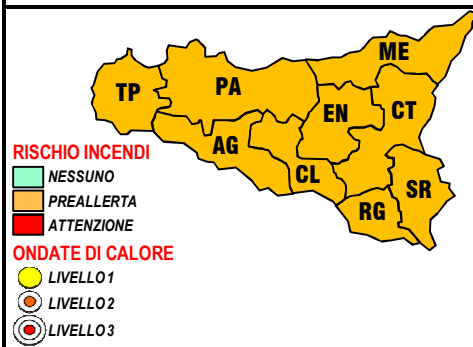 ME
TP
PA
EN
CT
AG
CL
SR
RG
RISCHIO INCENDI
NESSUNO
PREALLERTA
ATTENZIONE
ONDATE DI CALORE
LIVELLO 1
LIVELLO 2
LIVELLO 3